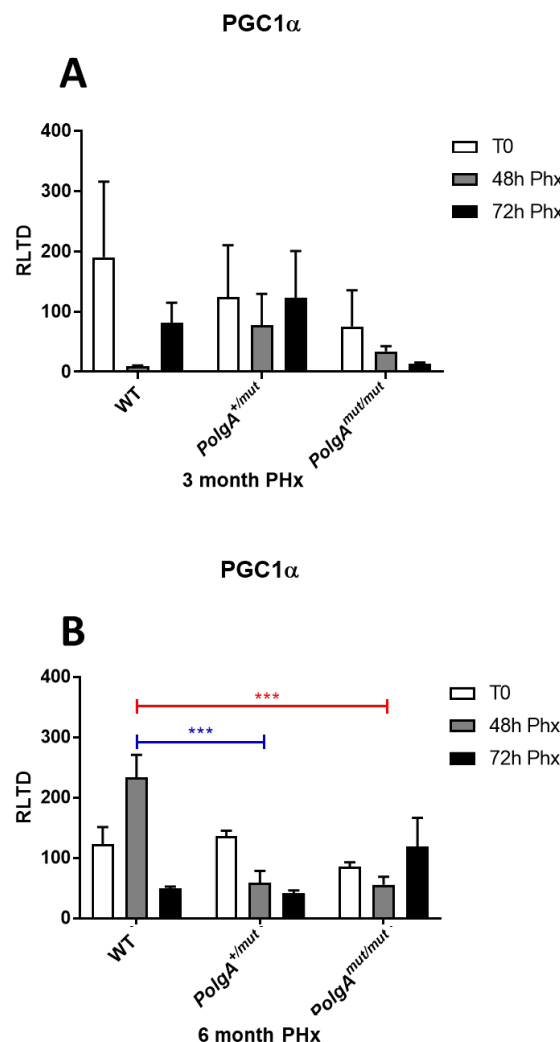 PGC1α
A
400
300
200
100
0
RLTD
T0
48h Phx
72h Phx
WT
PolgA+/mut
PolgAmut/mut
3 month PHx
PGC1α
B
400
300
200
100
0
RLTD
***
***
T0
48h Phx
72h Phx
WT
PolgA+/mut
PolgAmut/mut
6 month PHx